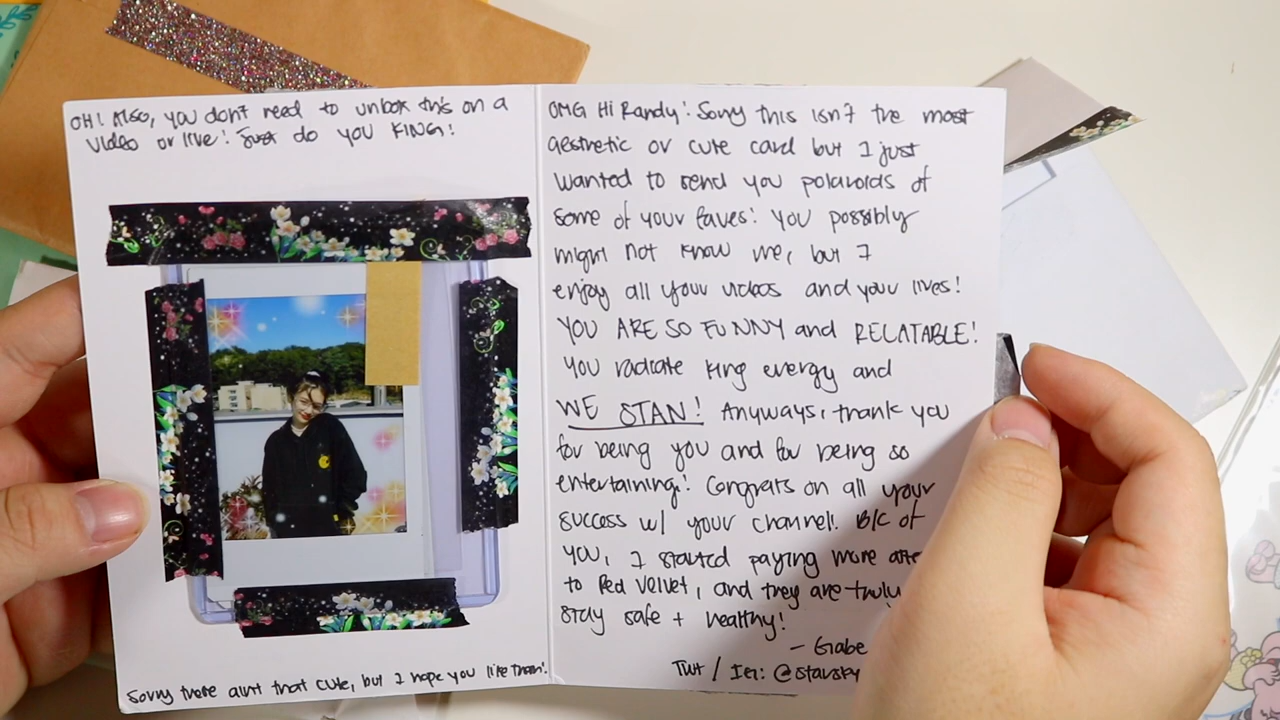 OH! Also, you don't need to unbox this on a
video or live! Just do you KING!
Sorry there aint that cute, but I hope you like them!
OMG Hi Randy! Sorry this isn't the most
aesthetic or cute card but I just
wanted to send you polaroids of
some of your faves! You possibly
might not know me, but I
enjoy all your videos and your lives!
YOU ARE SO FUNNY and RELATABLE!
You radiate king energy and
WE STAN! Anyways, thank you
for being you and for being so
entertaining! Congrats on all your
success w/ your channel! B/C of
you, I started paying more
to Red Velvet, and they are truly
stay safe + healthy!
- Gabe
Twt / IG: @starsky